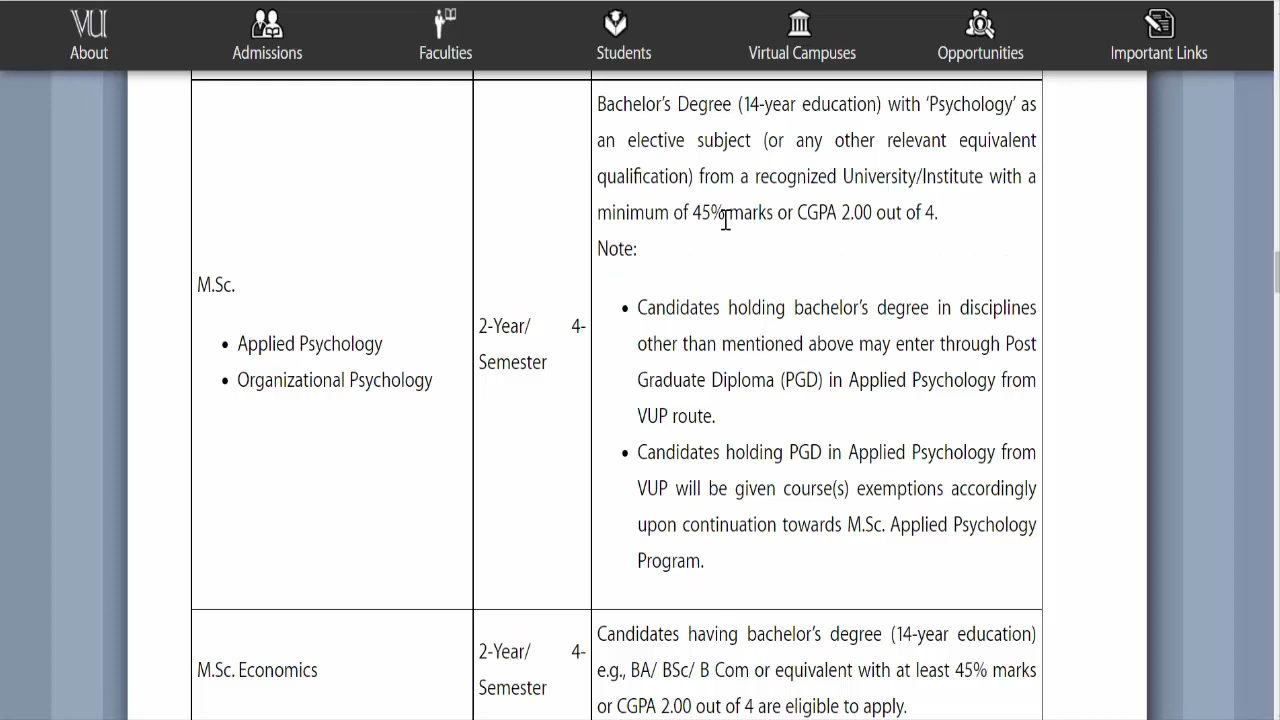 VU
About
Admissions
Faculties
Students
Virtual Campuses
Opportunities
Important Links
M.Sc.
• Applied Psychology
• Organizational Psychology
2-Year/ 4-
Semester
Bachelor's Degree (14-year education) with ‘Psychology’ as
an elective subject (or any other relevant equivalent
qualification) from a recognized University/Institute with a
minimum of 45% marks or CGPA 2.00 out of 4.
Note:
• Candidates holding bachelor's degree in disciplines
other than mentioned above may enter through Post
Graduate Diploma (PGD) in Applied Psychology from
VUP route.
• Candidates holding PGD in Applied Psychology from
VUP will be given course(s) exemptions accordingly
upon continuation towards M.Sc. Applied Psychology
Program.
M.Sc. Economics
2-Year/ 4-
Semester
Candidates having bachelor's degree (14-year education)
e.g., BA/ BSc/ B Com or equivalent with at least 45% marks
or CGPA 2.00 out of 4 are eligible to apply.